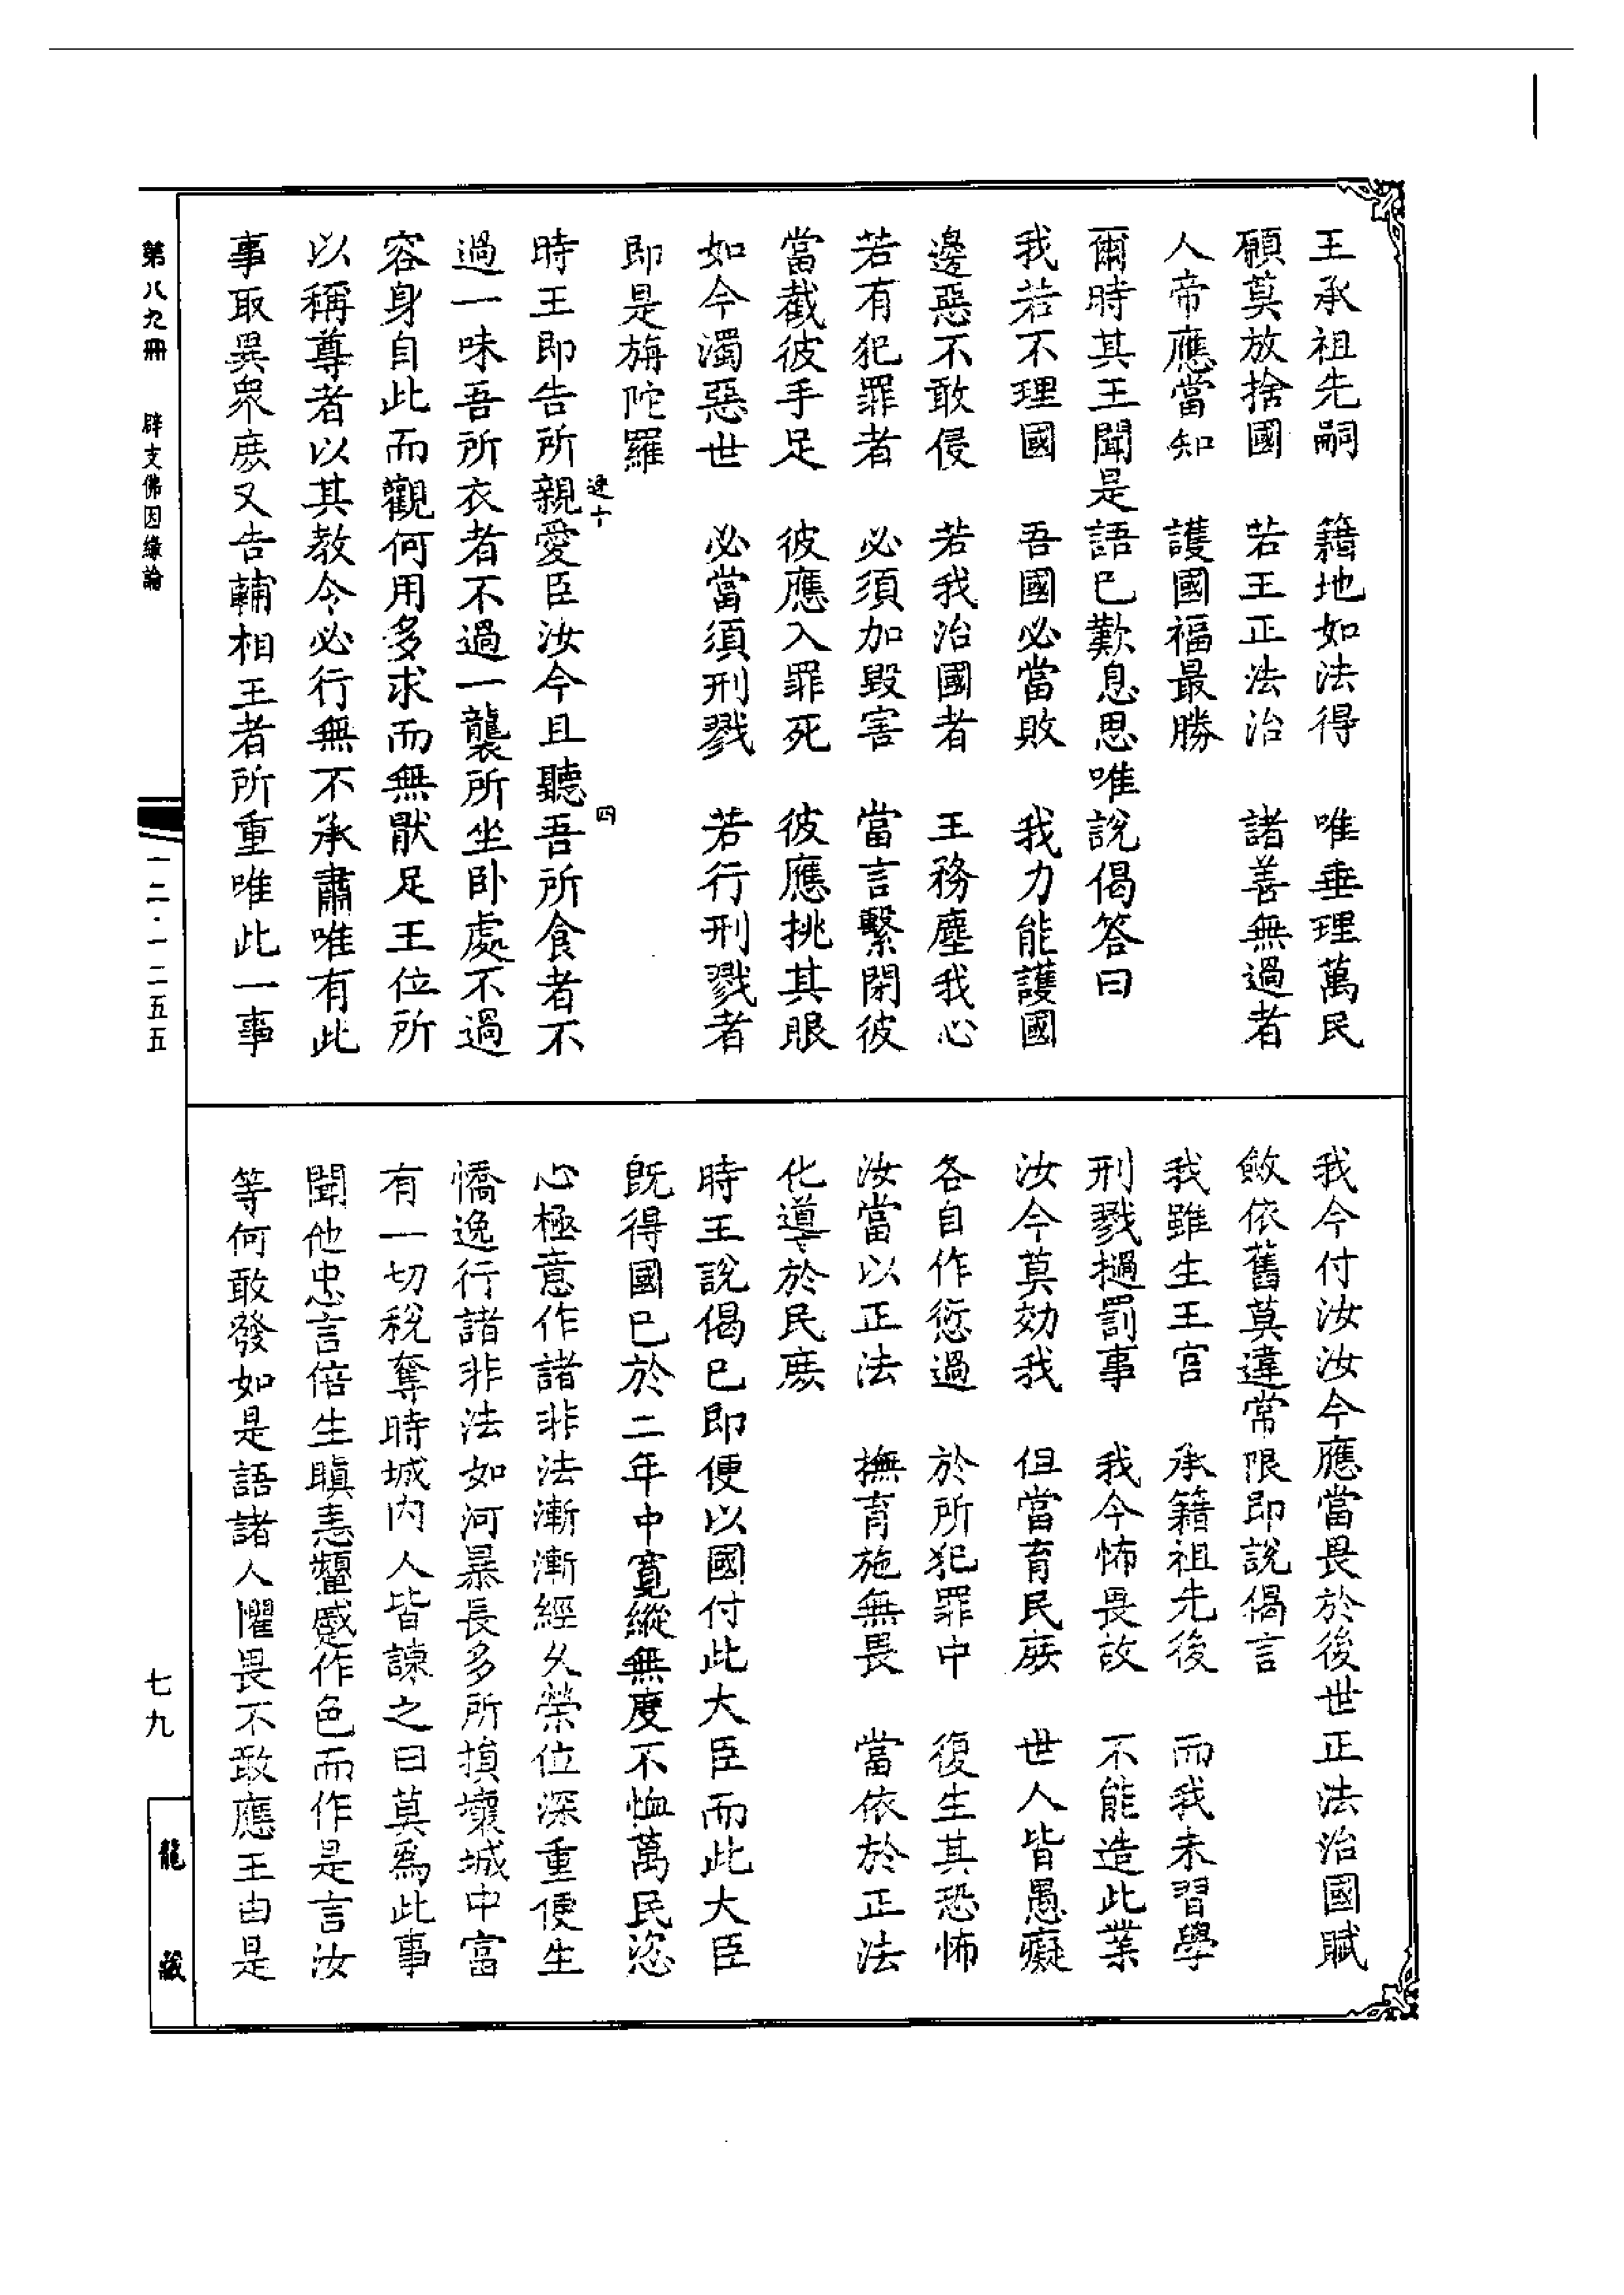 王承祖先嗣　籍地如法得　唯垂理萬民
願莫放捨國　若王正法治　諸善無過者
人帝應當知　護國福最勝
爾時其王聞是語已歎息思唯說偈答曰
我若不理國　吾國必當敗　我力能護國
邊惡不敢侵　若我治國者　王務塵我心
若有犯罪者　必須加毀害　當言繫閉彼
當截彼手足　彼應入罪死　彼應挑其眼
如今濁惡世　必當須刑戮　若行刑戮者
即是旃陀羅
時王即告所親愛臣汝今且聽吾所食者不
過一味吾所衣者不過一襲所坐卧處不過
容身自此而觀何用多求而無猒足王位所
以稱尊者以其教令必行無不承肅唯有此
事取異衆庶又告輔相王者所重唯此一事
我今付汝汝今應當畏於後世正法治國賦
斂依舊莫違常限即說偈言
我雖生王宮　承籍祖先後　而我未習學
刑戮撾罰事　我今怖畏故　不能造此業
汝今莫効我　但當育民庶　世人皆愚癡
各自作愆過　於所犯罪中　復生其恐怖
汝當以正法　撫育施無畏　當依於正法
化導於民庶
時王說偈已即便以國付此大臣而此大臣
旣得國已於二年中寬縱無度不恤萬民恣
心極意作諸非法漸漸經久榮位深重便生
憍逸行諸非法如河暴長多所損壞城中富
有一切稅奪時城內人皆諫之曰莫爲此事
聞他忠言倍生瞋恚顰蹙作色而作是言汝
等何敢發如是語諸人懼畏不敢應王由是
速十
四
第八九冊　辟支佛因緣論
一二·一二五五
七九
龍藏